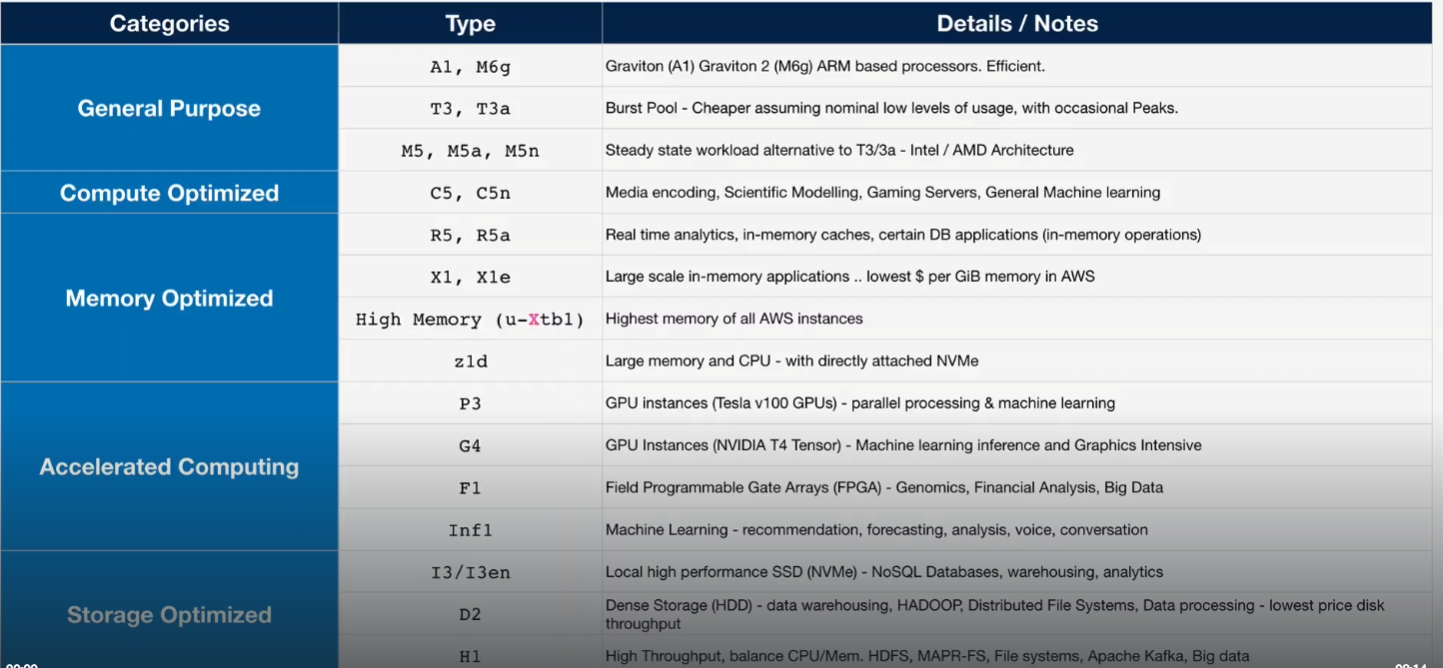 Categories Type Details / Notes
General Purpose
A1, M6g Graviton (A1) Graviton 2 (M6g) ARM based processors. Efficient.
T3, T3a Burst Pool - Cheaper assuming nominal low levels of usage, with occasional Peaks.
M5, M5a, M5n Steady state workload alternative to T3/3a - Intel / AMD Architecture
Compute Optimized
C5, C5n Media encoding, Scientific Modelling, Gaming Servers, General Machine learning
Memory Optimized
R5, R5a Real time analytics, in-memory caches, certain DB applications (in-memory operations)
X1, X1e Large scale in-memory applications .. lowest $ per GiB memory in AWS
High Memory (u-Xtb1) Highest memory of all AWS instances
z1d Large memory and CPU - with directly attached NVMe
Accelerated Computing
P3 GPU instances (Tesla v100 GPUs) - parallel processing & machine learning
G4 GPU Instances (NVIDIA T4 Tensor) - Machine learning inference and Graphics Intensive
F1 Field Programmable Gate Arrays (FPGA) - Genomics, Financial Analysis, Big Data
Inf1 Machine Learning - recommendation, forecasting, analysis, voice, conversation
Storage Optimized
I3/I3en Local high performance SSD (NVMe) - NoSQL Databases, warehousing, analytics
D2 Dense Storage (HDD) - data warehousing, HADOOP, Distributed File Systems, Data processing - lowest price disk
throughput
H1 High Throughput, balance CPU/Mem. HDFS, MAPR-FS, File systems, Apache Kafka, Big data